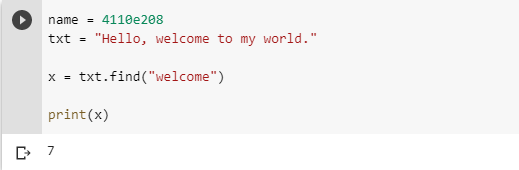 name = 4110e208
txt = "Hello, welcome to my world."
x = txt.find("welcome")
print(x)
7